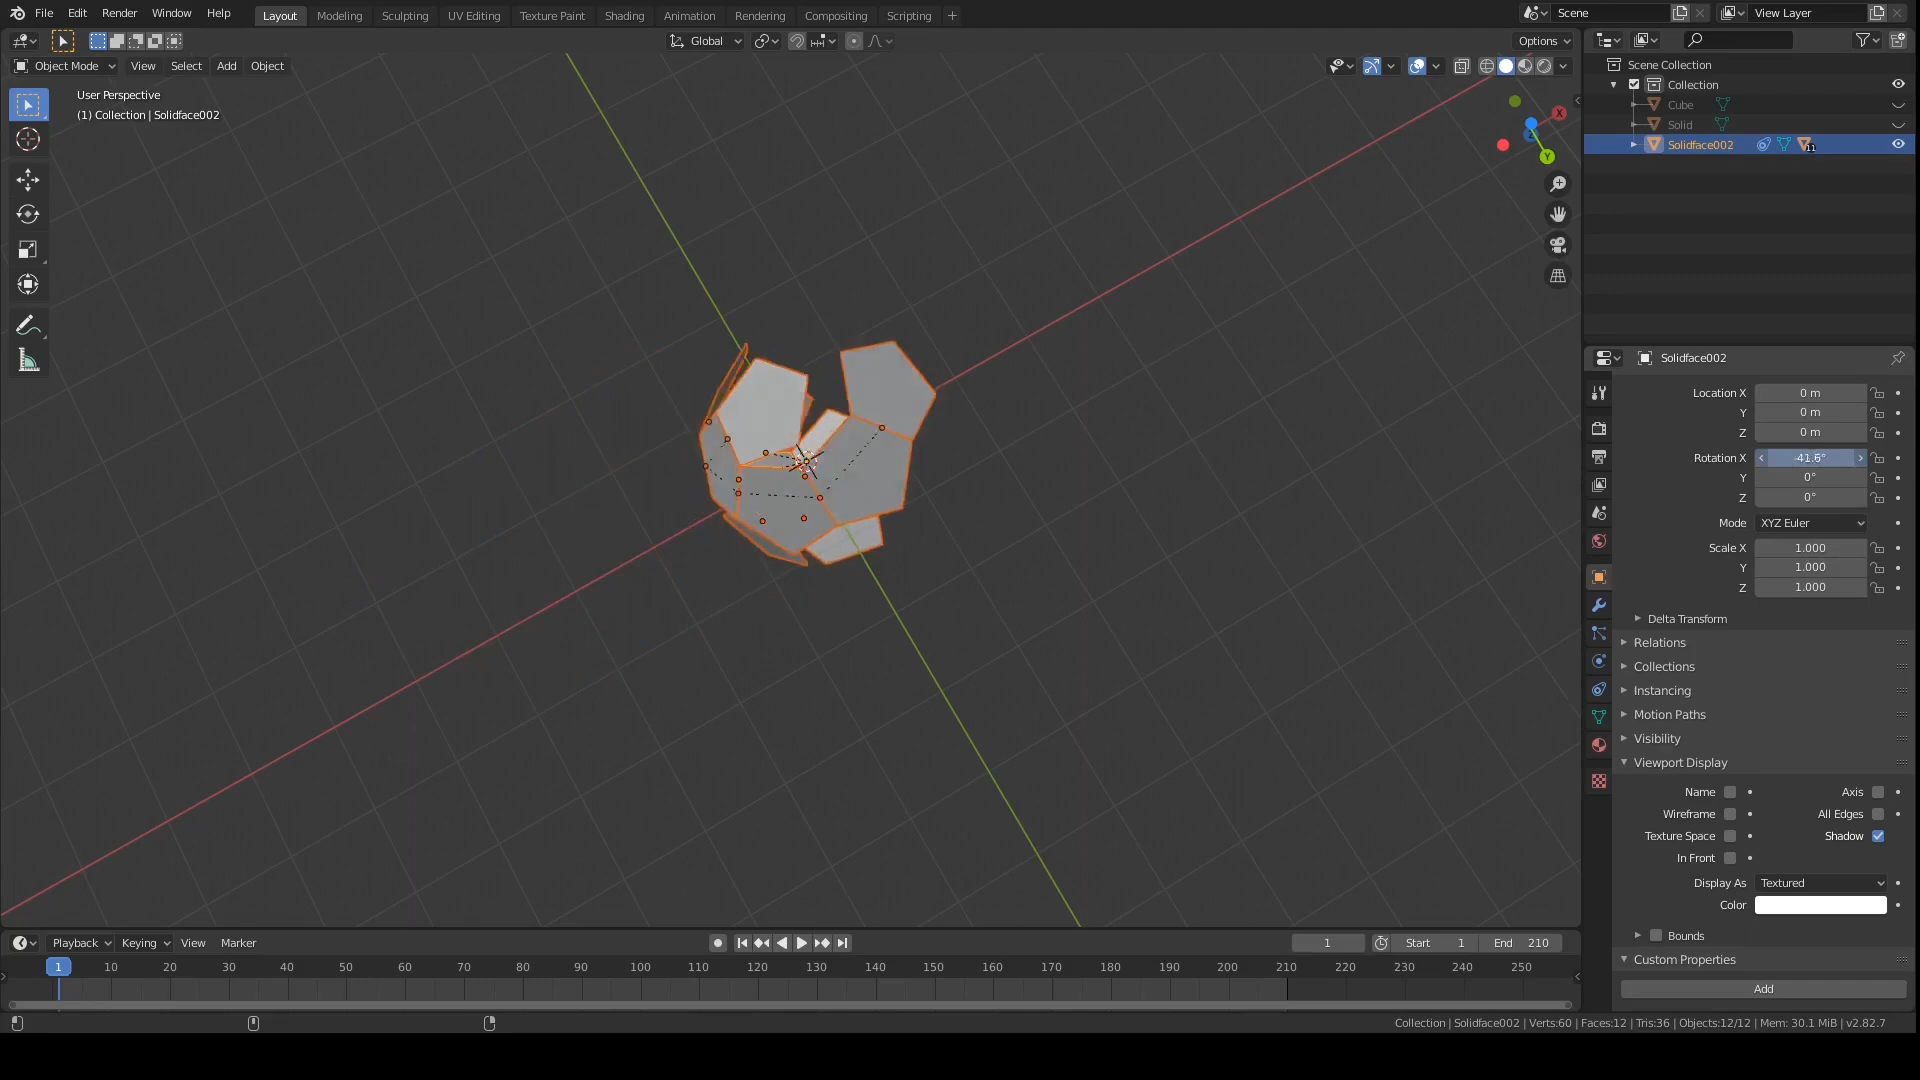 File Edit Render Window Help Layout Modeling Sculpting UV Editing Texture Paint Shading Animation Rendering Compositing Scripting + Scene View Layer
Global Options
Object Mode View Select Add Object
User Perspective
(1) Collection | Solidface002
X
Z
Y
Scene Collection
Collection
Cube
Solid
Solidface002 11
Solidface002
Location X 0 m
Y 0 m
Z 0 m
Rotation X -41.6°
Y 0°
Z 0°
Mode XYZ Euler
Scale X 1.000
Y 1.000
Z 1.000
Delta Transform
Relations
Collections
Instancing
Motion Paths
Visibility
Viewport Display
Name Axis
Wireframe All Edges
Texture Space Shadow
In Front
Display As Textured
Color
Bounds
Custom Properties
Add
Playback Keying View Marker 1 Start 1 End 210
1 10 20 30 40 50 60 70 80 90 100 110 120 130 140 150 160 170 180 190 200 210 220 230 240 250
Collection | Solidface002 | Verts:60 | Faces:12 | Tris:36 | Objects:12/12 | Mem: 30.1 MiB | v2.82.7